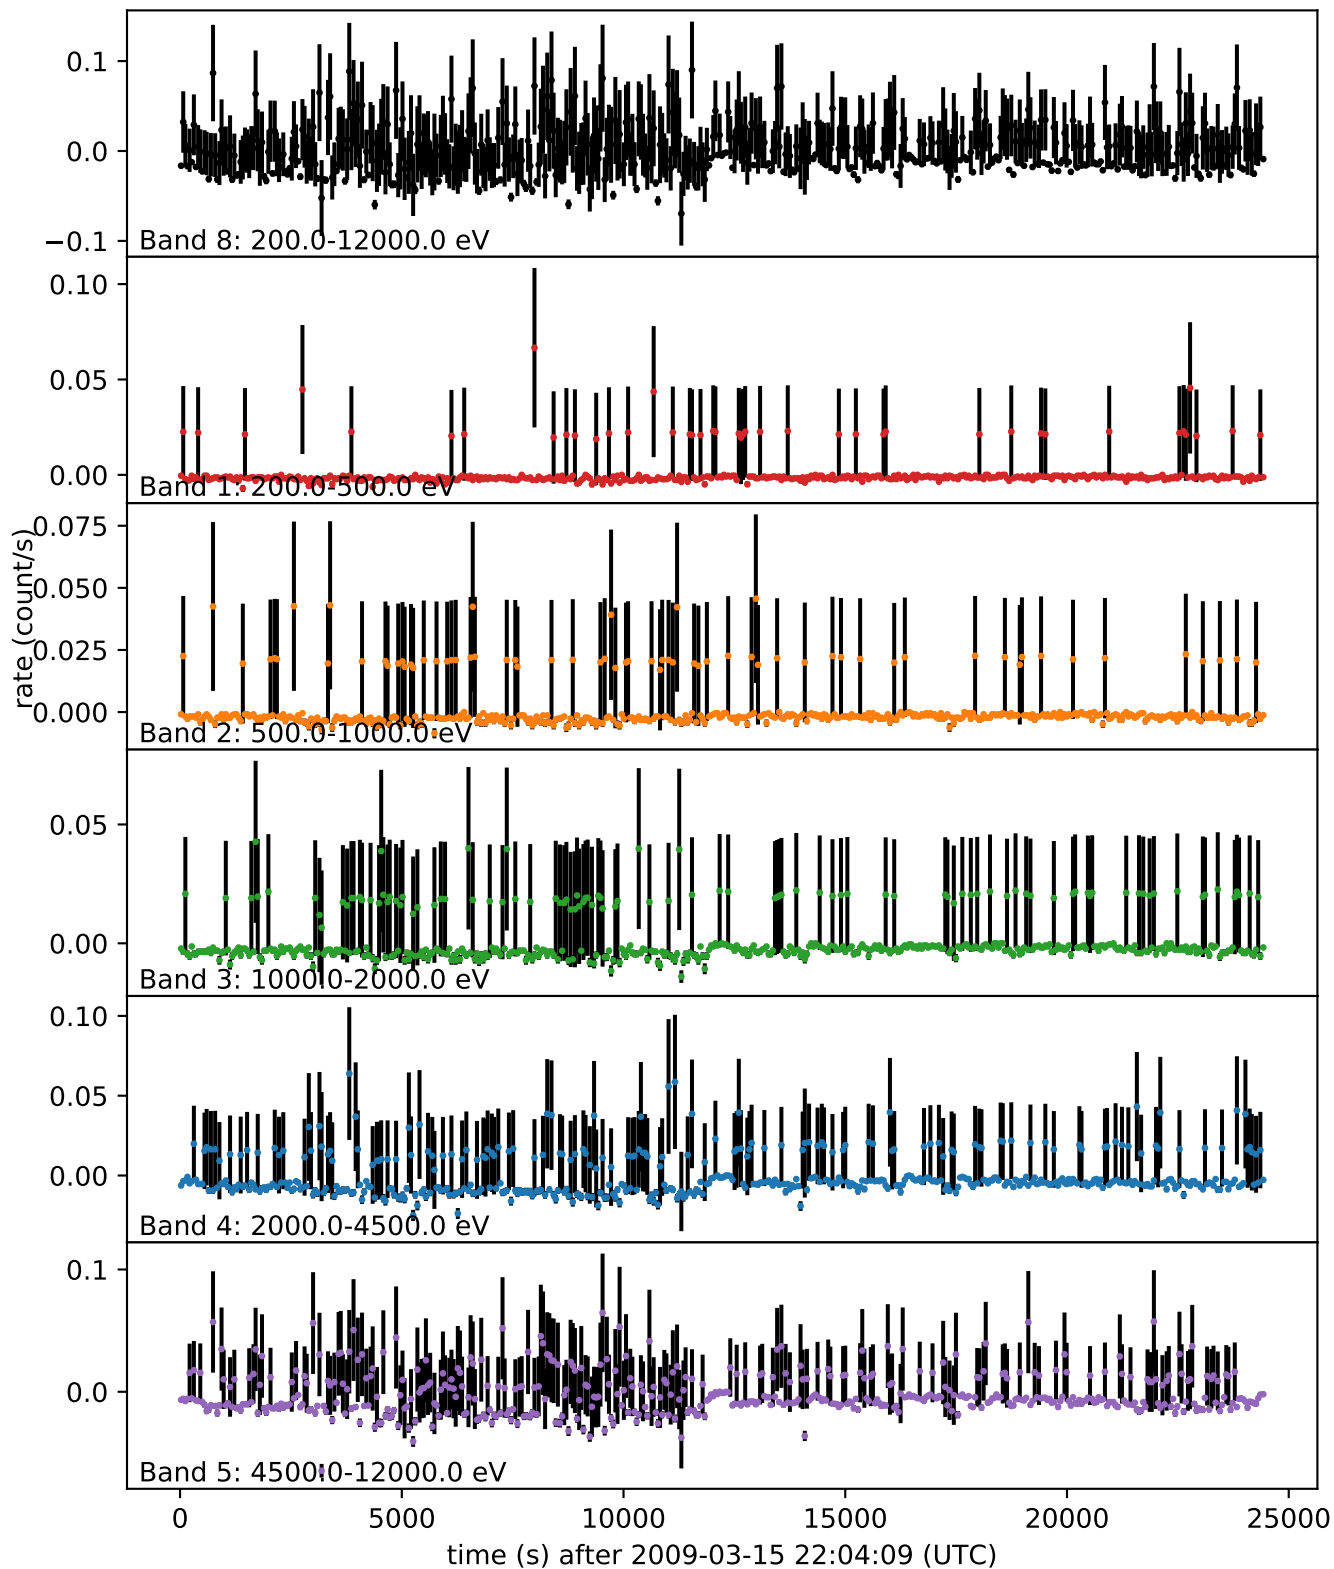 0.1
0.0
−0.1
Band 8: 200.0-12000.0 eV
0.10
0.05
0.00
Band 1: 200.0-500.0 eV
0.075
0.050
0.025
0.000
rate (count/s)
Band 2: 500.0-1000.0 eV
0.05
0.00
Band 3: 1000.0-2000.0 eV
0.10
0.05
0.00
Band 4: 2000.0-4500.0 eV
0.1
0.0
Band 5: 4500.0-12000.0 eV
0 5000 10000 15000 20000 25000
time (s) after 2009-03-15 22:04:09 (UTC)